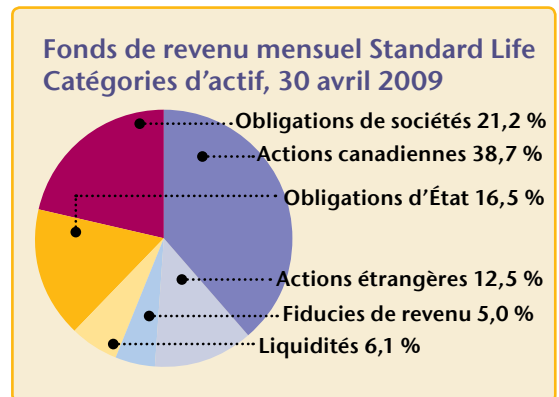 Fonds de revenu mensuel Standard Life
Catégories d’actif, 30 avril 2009
Obligations de sociétés 21,2 %
Actions canadiennes 38,7 %
Obligations d’État 16,5 %
Actions étrangères 12,5 %
Fiducies de revenu 5,0 %
Liquidités 6,1 %